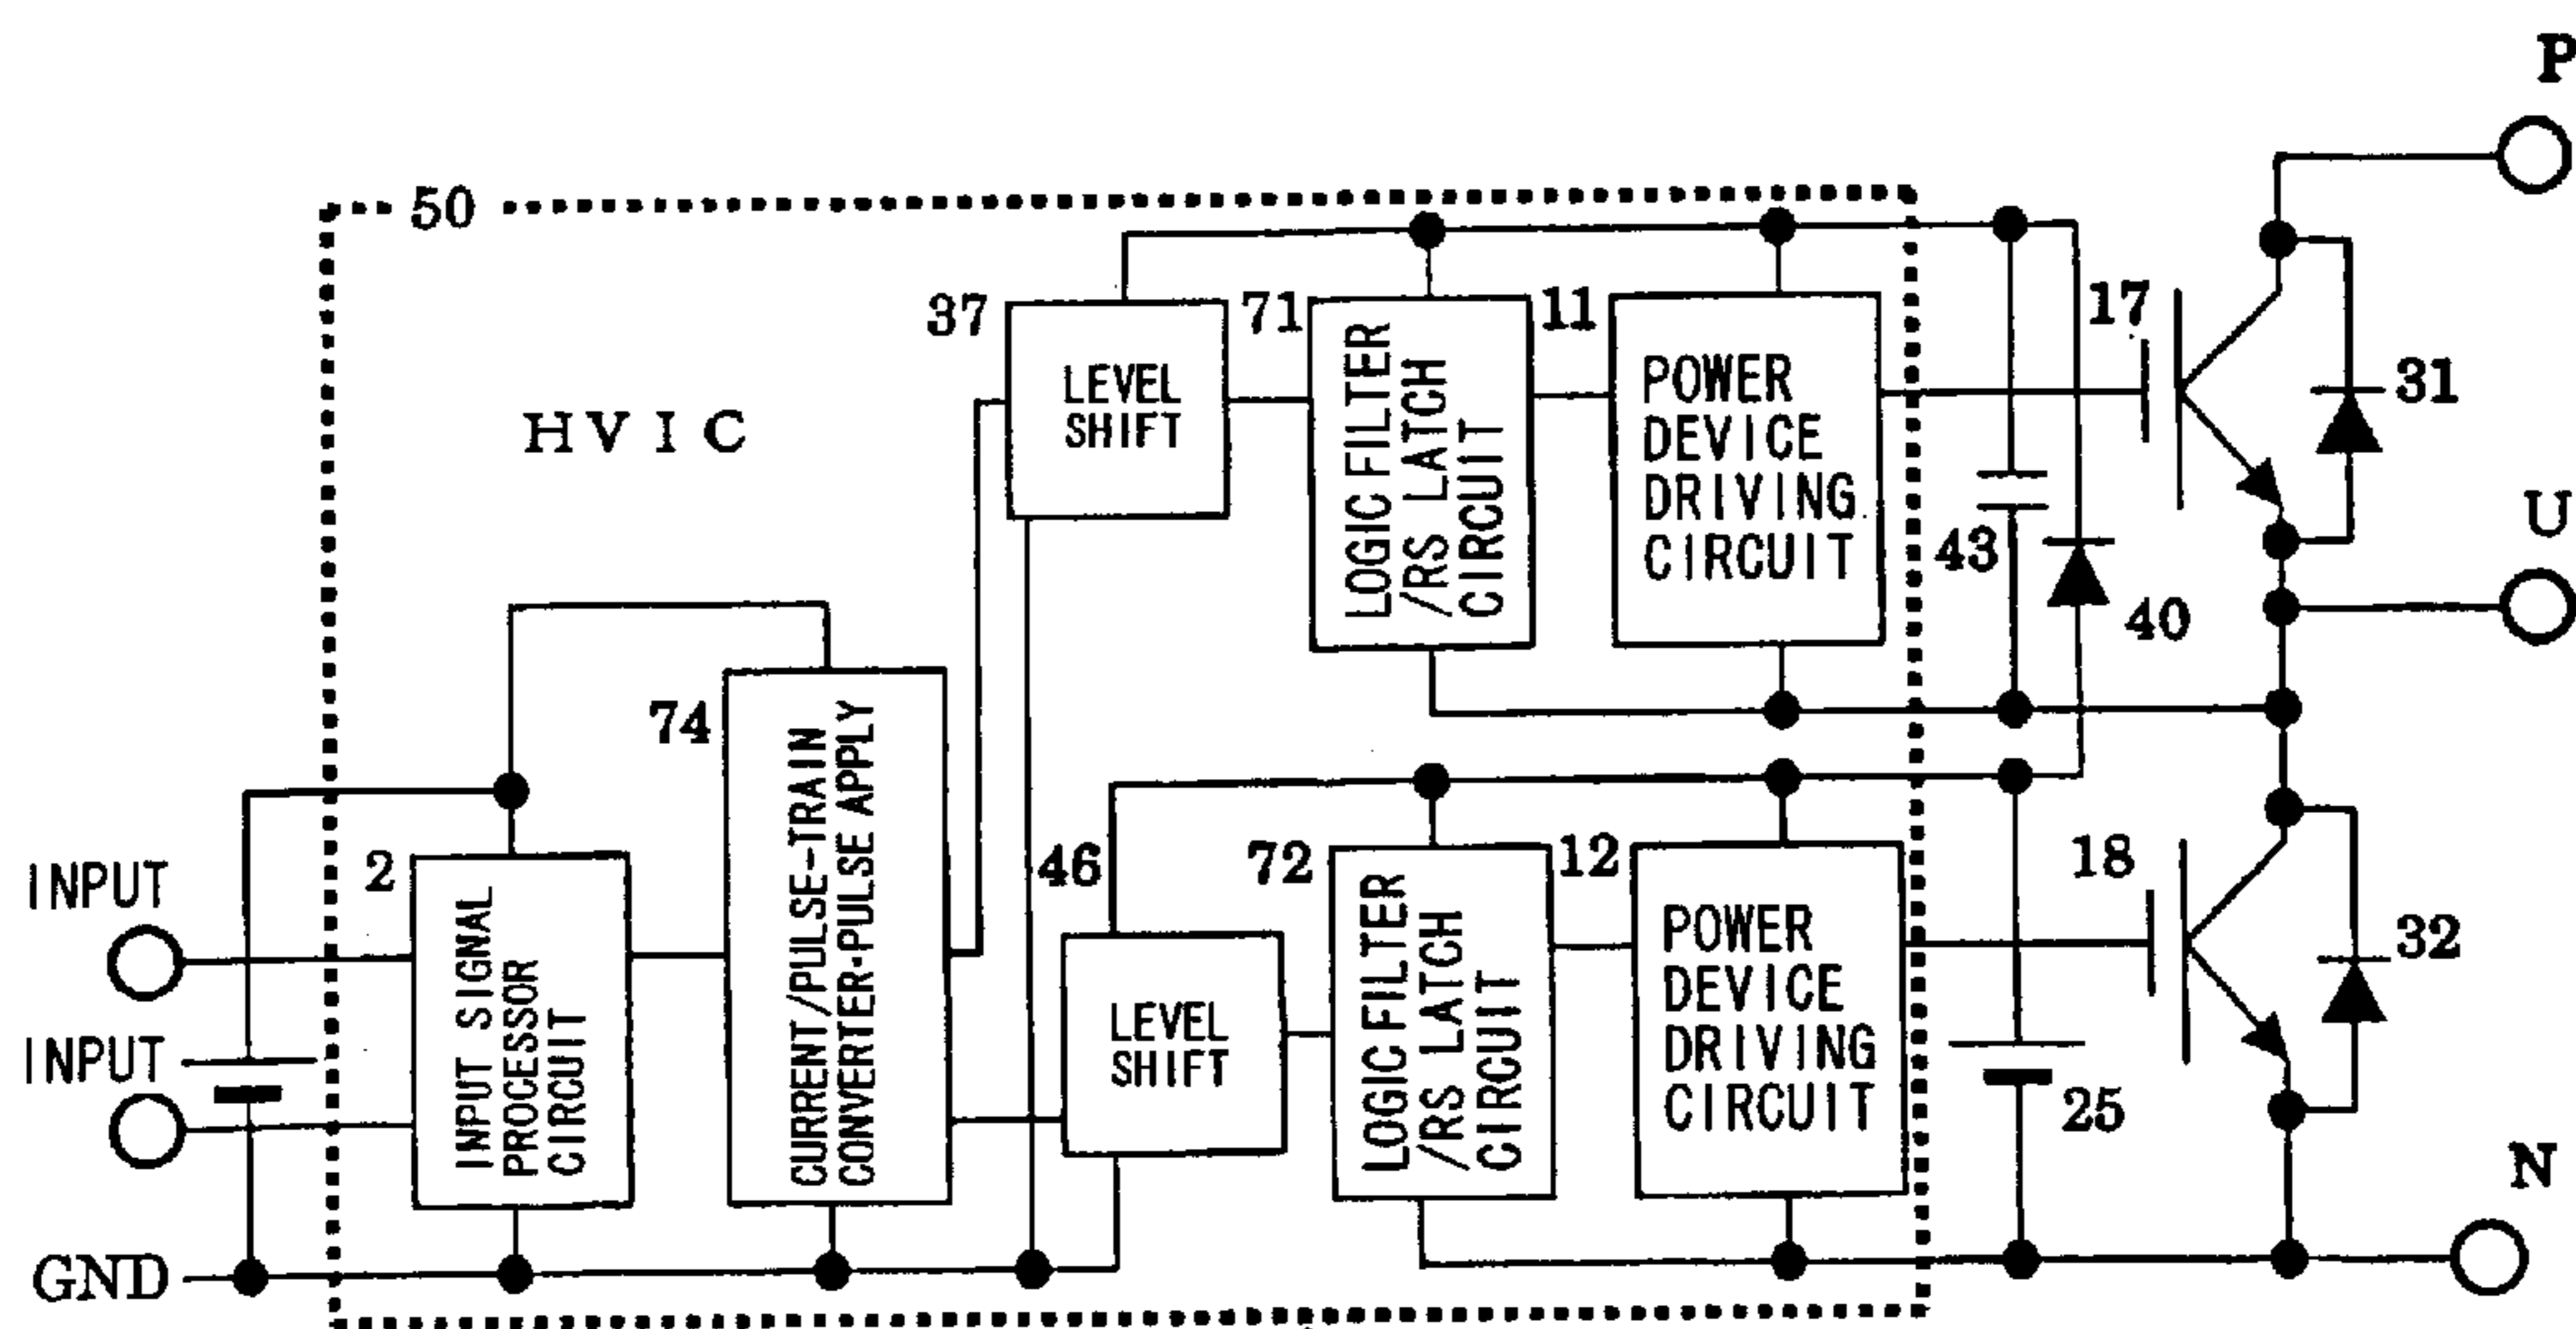 P
50
HVIC
37
LEVEL
SHIFT
71
LOGIC FILTER
/RS LATCH
CIRCUIT
11
POWER
DEVICE
DRIVING
CIRCUIT
17
31
43
40
U
74
CURRENT/PULSE-TRAIN
CONVERTER·PULSE APPLY
2
INPUT SIGNAL
PROCESSOR
CIRCUIT
INPUT
INPUT
GND
46
LEVEL
SHIFT
72
LOGIC FILTER
/RS LATCH
CIRCUIT
12
POWER
DEVICE
DRIVING
CIRCUIT
18
32
25
N